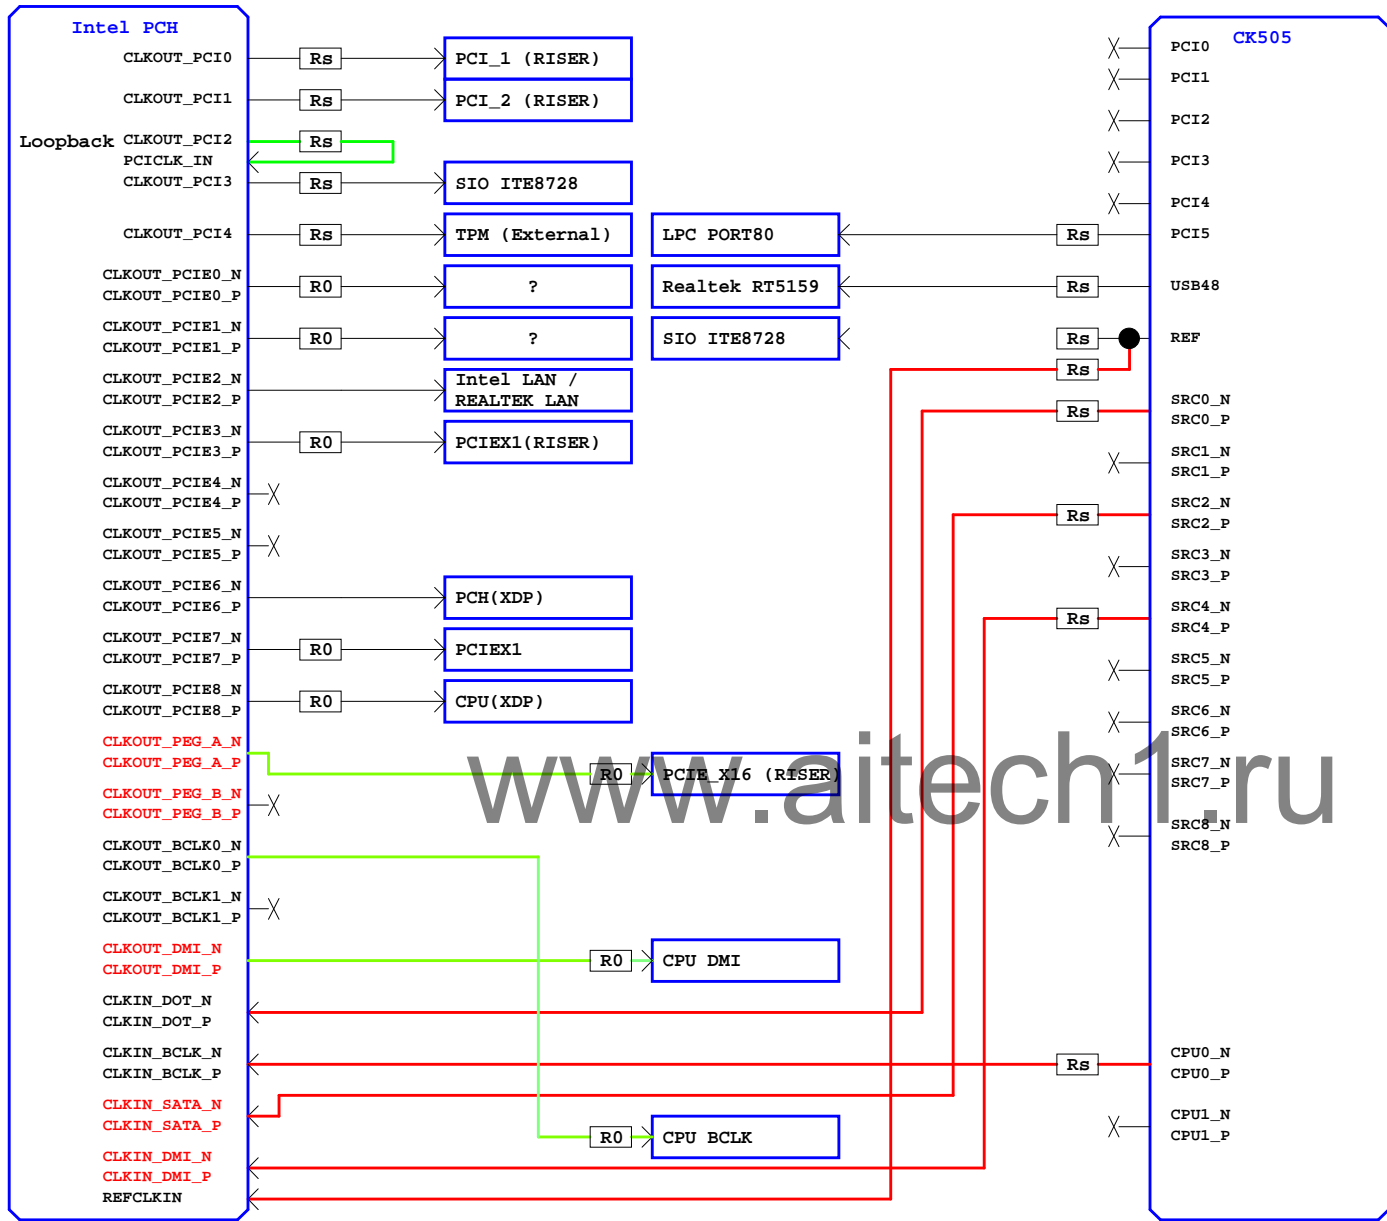 Intel PCH
CLKOUT_PCI0
Rs
PCI_1 (RISER)
CLKOUT_PCI1
Rs
PCI_2 (RISER)
Loopback
CLKOUT_PCI2
Rs
PCICLK_IN
CLKOUT_PCI3
Rs
SIO ITE8728
CLKOUT_PCI4
Rs
TPM (External)
CLKOUT_PCIE0_N
CLKOUT_PCIE0_P
R0
?
CLKOUT_PCIE1_N
CLKOUT_PCIE1_P
R0
?
CLKOUT_PCIE2_N
CLKOUT_PCIE2_P
Intel LAN /
REALTEK LAN
CLKOUT_PCIE3_N
CLKOUT_PCIE3_P
R0
PCIEX1(RISER)
CLKOUT_PCIE4_N
CLKOUT_PCIE4_P
CLKOUT_PCIE5_N
CLKOUT_PCIE5_P
CLKOUT_PCIE6_N
CLKOUT_PCIE6_P
PCH(XDP)
CLKOUT_PCIE7_N
CLKOUT_PCIE7_P
R0
PCIEX1
CLKOUT_PCIE8_N
CLKOUT_PCIE8_P
R0
CPU(XDP)
CLKOUT_PEG_A_N
CLKOUT_PEG_A_P
R0
PCIE X16 (RISER)
CLKOUT_PEG_B_N
CLKOUT_PEG_B_P
CLKOUT_BCLK0_N
CLKOUT_BCLK0_P
CLKOUT_BCLK1_N
CLKOUT_BCLK1_P
CLKOUT_DMI_N
CLKOUT_DMI_P
R0
CPU DMI
CLKIN_DOT_N
CLKIN_DOT_P
CLKIN_BCLK_N
CLKIN_BCLK_P
CLKIN_SATA_N
CLKIN_SATA_P
R0
CPU BCLK
CLKIN_DMI_N
CLKIN_DMI_P
REFCLKIN
CK505
PCI0
PCI1
PCI2
PCI3
PCI4
LPC PORT80
Rs
PCI5
Realtek RT5159
Rs
USB48
SIO ITE8728
Rs
REF
Rs
Rs
SRC0_N
SRC0_P
SRC1_N
SRC1_P
Rs
SRC2_N
SRC2_P
SRC3_N
SRC3_P
Rs
SRC4_N
SRC4_P
SRC5_N
SRC5_P
SRC6_N
SRC6_P
SRC7_N
SRC7_P
SRC8_N
SRC8_P
Rs
CPU0_N
CPU0_P
CPU1_N
CPU1_P
www.aitech1.ru